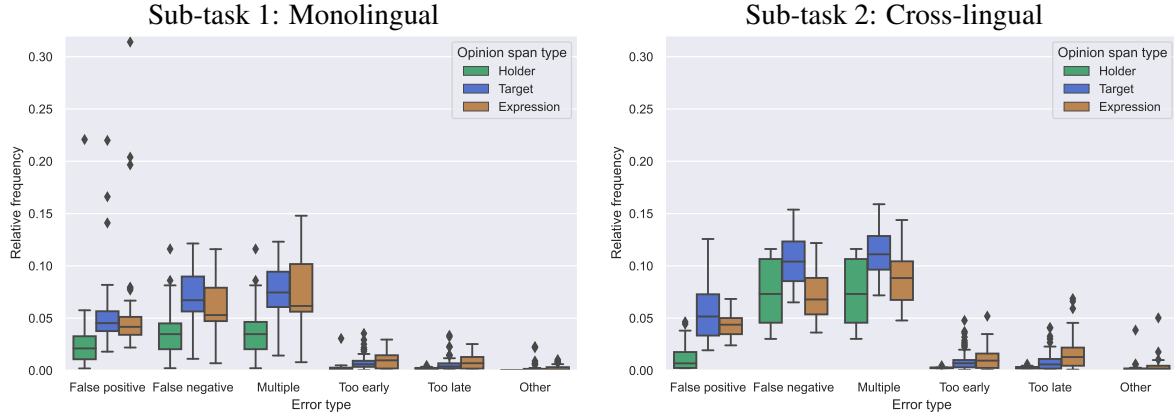 Sub-task 1: Monolingual
Relative frequency
0.30
0.25
0.20
0.15
0.10
0.05
0.00
Opinion span type
Holder
Target
Expression
False positive
False negative
Multiple
Too early
Too late
Other
Error type
Sub-task 2: Cross-lingual
Relative frequency
0.30
0.25
0.20
0.15
0.10
0.05
0.00
Opinion span type
Holder
Target
Expression
False positive
False negative
Multiple
Too early
Too late
Other
Error type